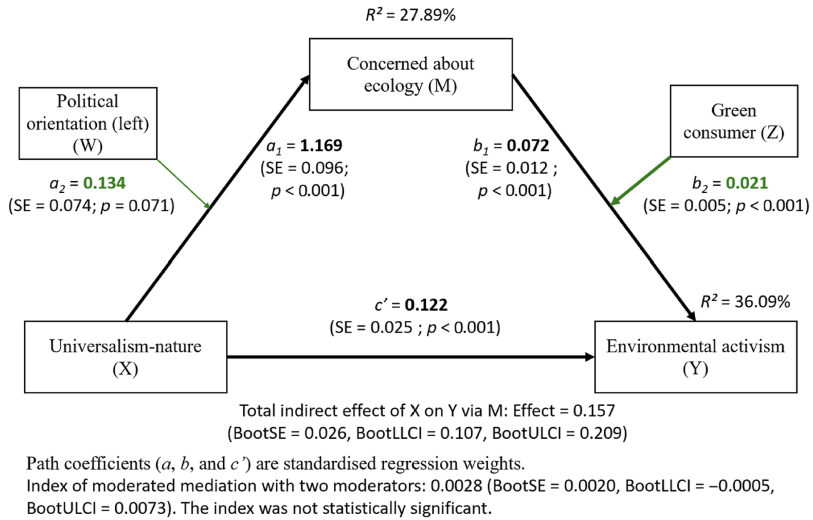 R² = 27.89%
Concerned about
ecology (M)
Political
orientation (left)
(W)
Green
consumer (Z)
a₁ = 1.169
(SE = 0.096;
p < 0.001)
b₁ = 0.072
(SE = 0.012 ;
p < 0.001)
a₂ = 0.134
(SE = 0.074; p = 0.071)
b₂ = 0.021
(SE = 0.005; p < 0.001)
c’ = 0.122
(SE = 0.025 ; p < 0.001)
R² = 36.09%
Universalism-nature
(X)
Environmental activism
(Y)
Total indirect effect of X on Y via M: Effect = 0.157
(BootSE = 0.026, BootLLCI = 0.107, BootULCI = 0.209)
Path coefficients (a, b, and c’) are standardised regression weights.
Index of moderated mediation with two moderators: 0.0028 (BootSE = 0.0020, BootLLCI = −0.0005,
BootULCI = 0.0073). The index was not statistically significant.